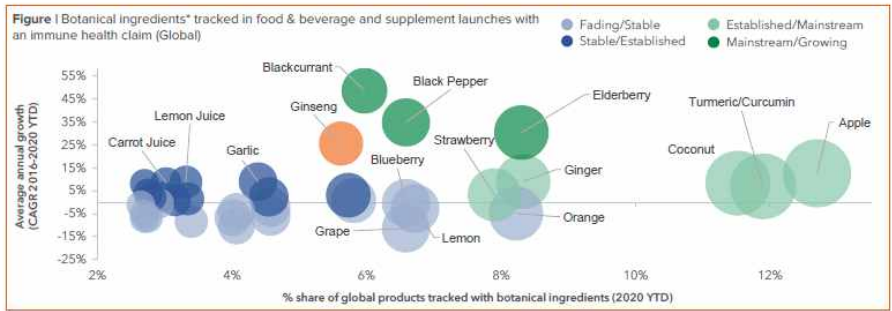 Figure | Botanical ingredients* tracked in food & beverage and supplement launches with
an immune health claim (Global)
Fading/Stable
Stable/Established
Established/Mainstream
Mainstream/Growing
Average annual growth
(CAGR 2016-2020 YTD)
55%
45%
35%
25%
15%
5%
-5%
-15%
-25%
Blackcurrant
Black Pepper
Elderberry
Ginseng
Lemon Juice
Carrot Juice
Garlic
Strawberry
Blueberry
Turmeric/Curcumin
Apple
Coconut
Ginger
Orange
Grape
Lemon
2%
4%
6%
8%
10%
12%
% share of global products tracked with botanical ingredients (2020 YTD)